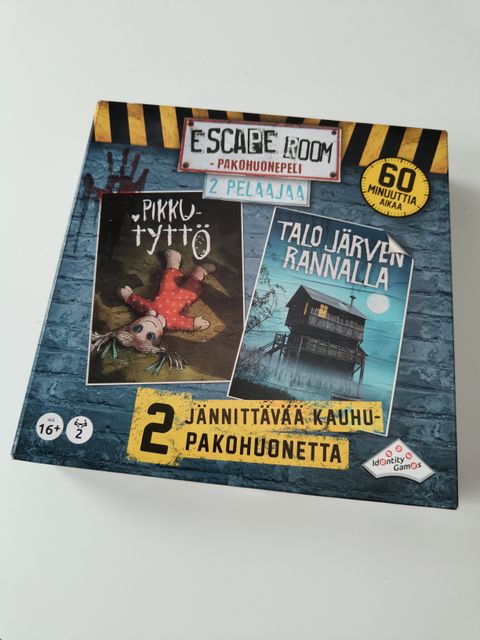 ESCAPE ROOM
- PAKOHUONEPELI
2 PELAAJAA
60
MINUUTTIA
AIKAA
PIKKU-
TYTTÖ
TALO JÄRVEN
RANNALLA
2 JÄNNITTÄVÄÄ KAUHU-
PAKOHUONETTA
16+
2
Identity
Games